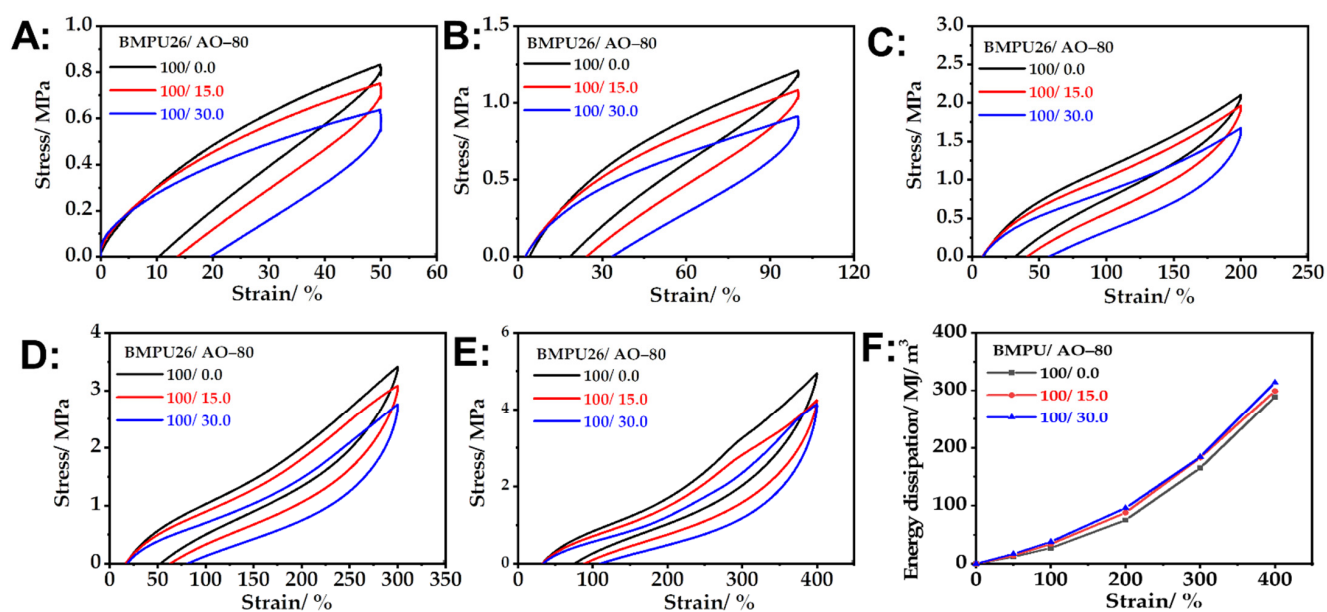 A:
BMPU26/ AO–80
100/ 0.0
100/ 15.0
100/ 30.0
Stress/ MPa
1.0
0.8
0.6
0.4
0.2
0.0
0 10 20 30 40 50 60
Strain/ %
B:
BMPU26/ AO–80
100/ 0.0
100/ 15.0
100/ 30.0
Stress/ MPa
1.5
1.0
0.5
0.0
0 30 60 90 120
Strain/ %
C:
BMPU26/ AO–80
100/ 0.0
100/ 15.0
100/ 30.0
Stress/ MPa
3.0
2.5
2.0
1.5
1.0
0.5
0.0
0 50 100 150 200 250
Strain/ %
D:
BMPU26/ AO–80
100/ 0.0
100/ 15.0
100/ 30.0
Stress/ MPa
4
3
2
1
0
0 50 100 150 200 250 300 350
Strain/ %
E:
BMPU26/ AO–80
100/ 0.0
100/ 15.0
100/ 30.0
Stress/ MPa
6
4
2
0
0 100 200 300 400
Strain/ %
F:
BMPU/ AO–80
100/ 0.0
100/ 15.0
100/ 30.0
Energy dissipation/ MJ/ m³
400
300
200
100
0
0 100 200 300 400
Strain/ %